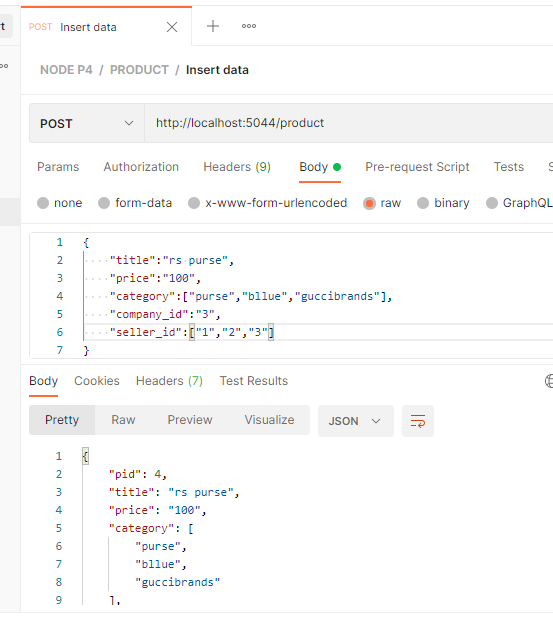 rt
POST Insert data
NODE P4 / PRODUCT / Insert data
POST http://localhost:5044/product
Params Authorization Headers (9) Body Pre-request Script Tests S
none form-data x-www-form-urlencoded raw binary GraphQL
1 {
2 "title":"rs purse",
3 "price":"100",
4 "category":["purse","bllue","guccibrands"],
5 "company_id":"3",
6 "seller_id":["1","2","3"]
7 }
Body Cookies Headers (7) Test Results
Pretty Raw Preview Visualize JSON
1 {
2 "pid": 4,
3 "title": "rs purse",
4 "price": "100",
5 "category": [
6 "purse",
7 "bllue",
8 "guccibrands"
9 ],